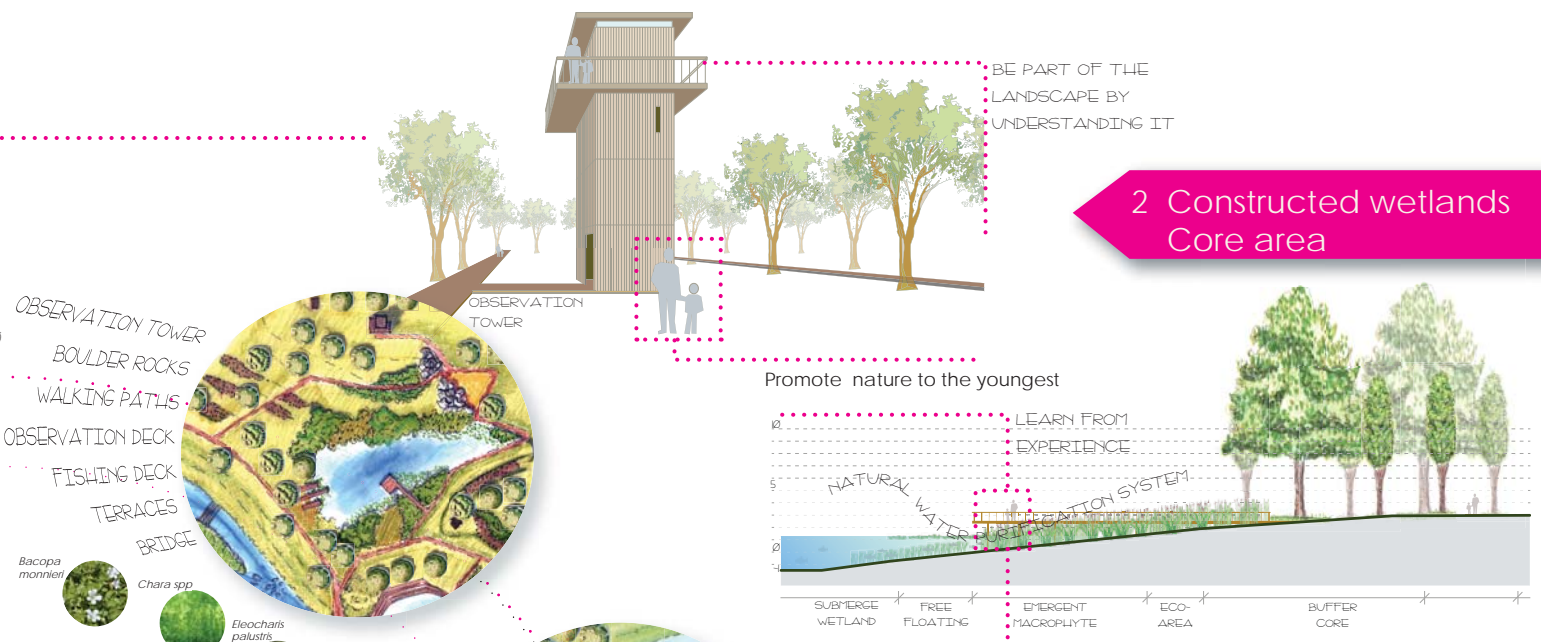 BE PART OF THE
LANDSCAPE BY
UNDERSTANDING IT
2 Constructed wetlands
Core area
OBSERVATION
TOWER
OBSERVATION TOWER
BOULDER ROCKS
WALKING PATHS
OBSERVATION DECK
FISHING DECK
TERRACES
BRIDGE
Promote nature to the youngest
LEARN FROM
EXPERIENCE
NATURAL WATER PURIFICATION SYSTEM
10
5
0
-1
Bacopa
monnieri
Chara spp
Eleocharis
palustris
SUBMERGE
WETLAND
FREE
FLOATING
EMERGENT
MACROPHYTE
ECO-
AREA
BUFFER
CORE